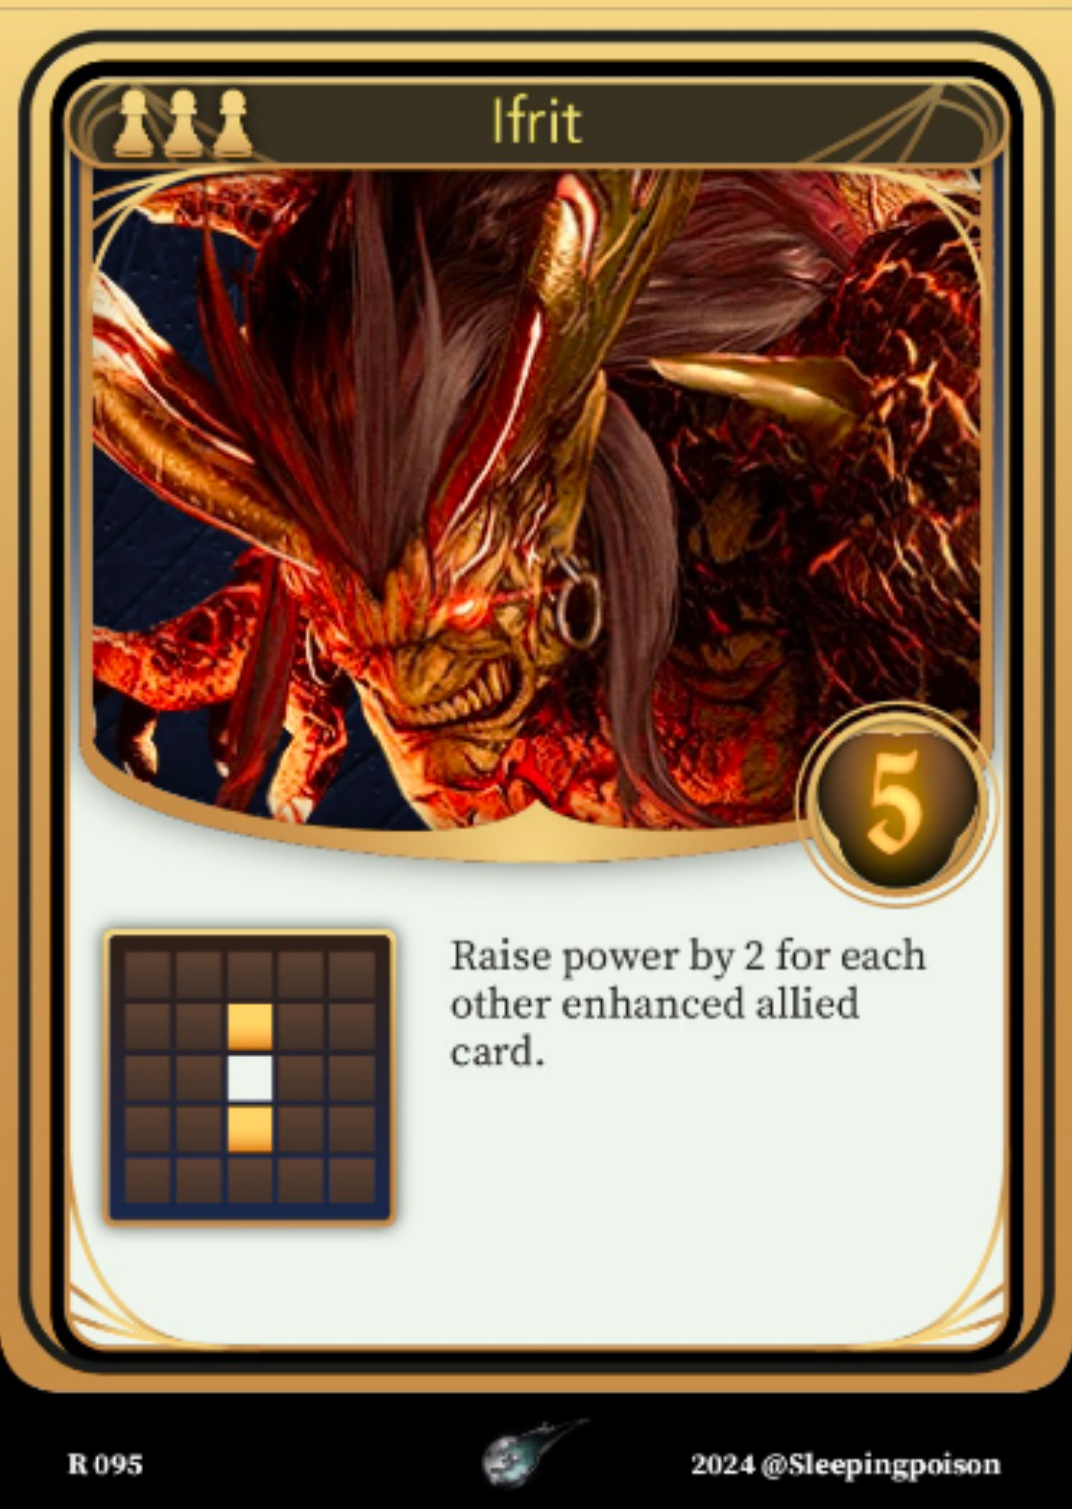 Ifrit
5
Raise power by 2 for each
other enhanced allied
card.
R 095
2024 @Sleepingpoison